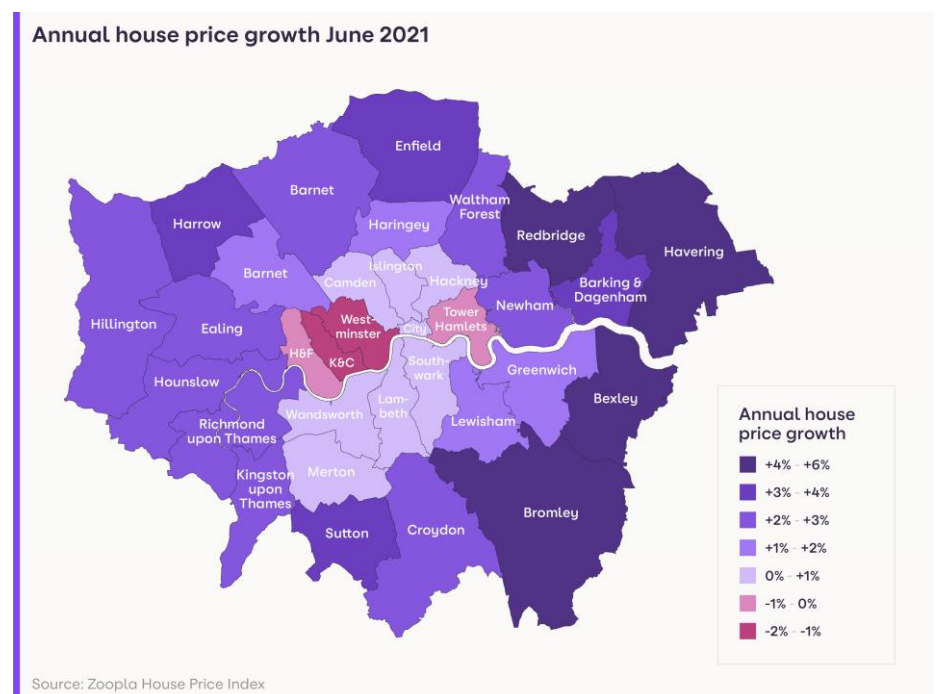 Annual house price growth June 2021
Enfield
Barnet
Waltham
Forest
Harrow
Haringey
Redbridge
Havering
Barnet
Islington
Camden
Hackney
Barking &
Dagenham
Hillington
Ealing
West-
minster
City
Tower
Hamlets
Newham
H&F
K&C
South-
wark
Greenwich
Hounslow
Bexley
Richmond
upon Thames
Wandsworth
Lam-
beth
Lewisham
Merton
Kingston
upon
Thames
Sutton
Croydon
Bromley
Annual house
price growth
+4% - +6%
+3% - +4%
+2% - +3%
+1% - +2%
0% - +1%
-1% - 0%
-2% - -1%
Source: Zoopla House Price Index